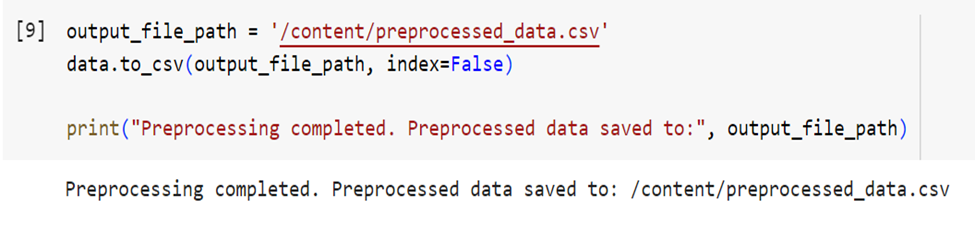 [9] output_file_path = '/content/preprocessed_data.csv'
data.to_csv(output_file_path, index=False)
print("Preprocessing completed. Preprocessed data saved to:", output_file_path)
Preprocessing completed. Preprocessed data saved to: /content/preprocessed_data.csv